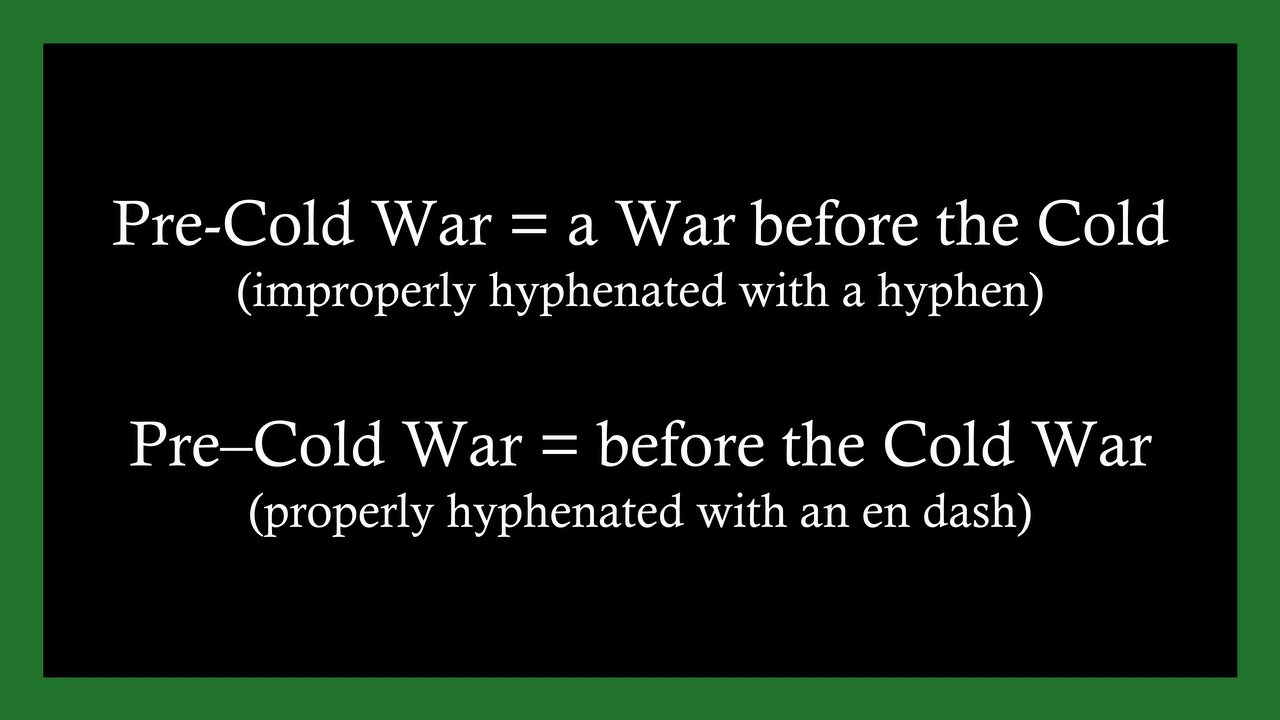 Pre-Cold War = a War before the Cold
(improperly hyphenated with a hyphen)
Pre–Cold War = before the Cold War
(properly hyphenated with an en dash)